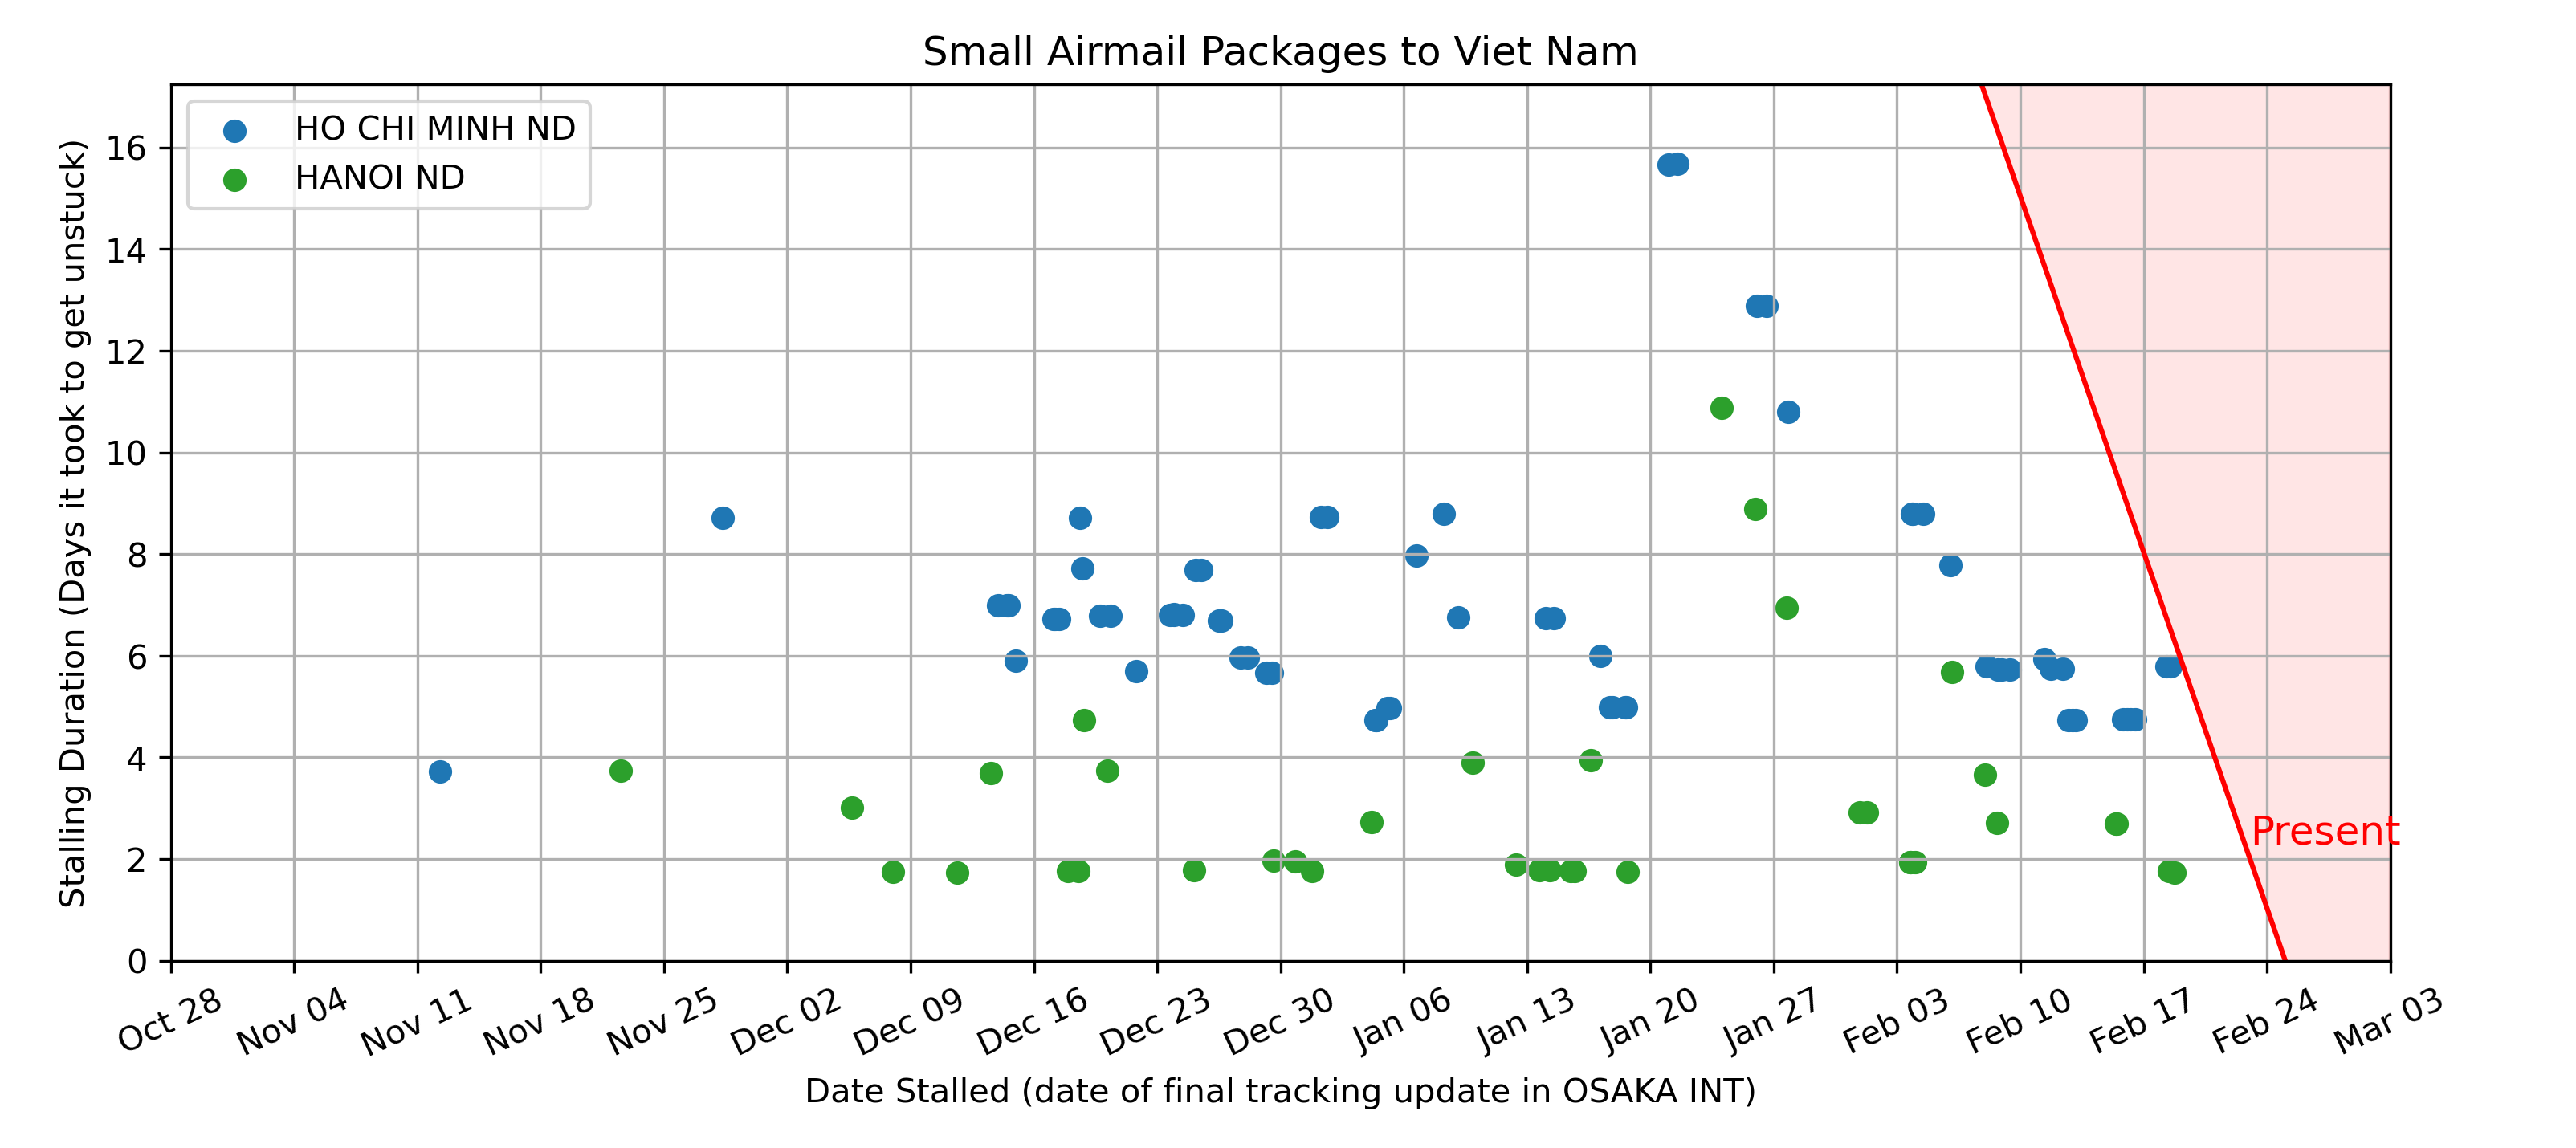 Small Airmail Packages to Viet Nam
HO CHI MINH ND
HANOI ND
Stalling Duration (Days it took to get unstuck)
16
14
12
10
8
6
4
2
0
Present
Oct 28
Nov 04
Nov 11
Nov 18
Nov 25
Dec 02
Dec 09
Dec 16
Dec 23
Dec 30
Jan 06
Jan 13
Jan 20
Jan 27
Feb 03
Feb 10
Feb 17
Feb 24
Mar 03
Date Stalled (date of final tracking update in OSAKA INT)